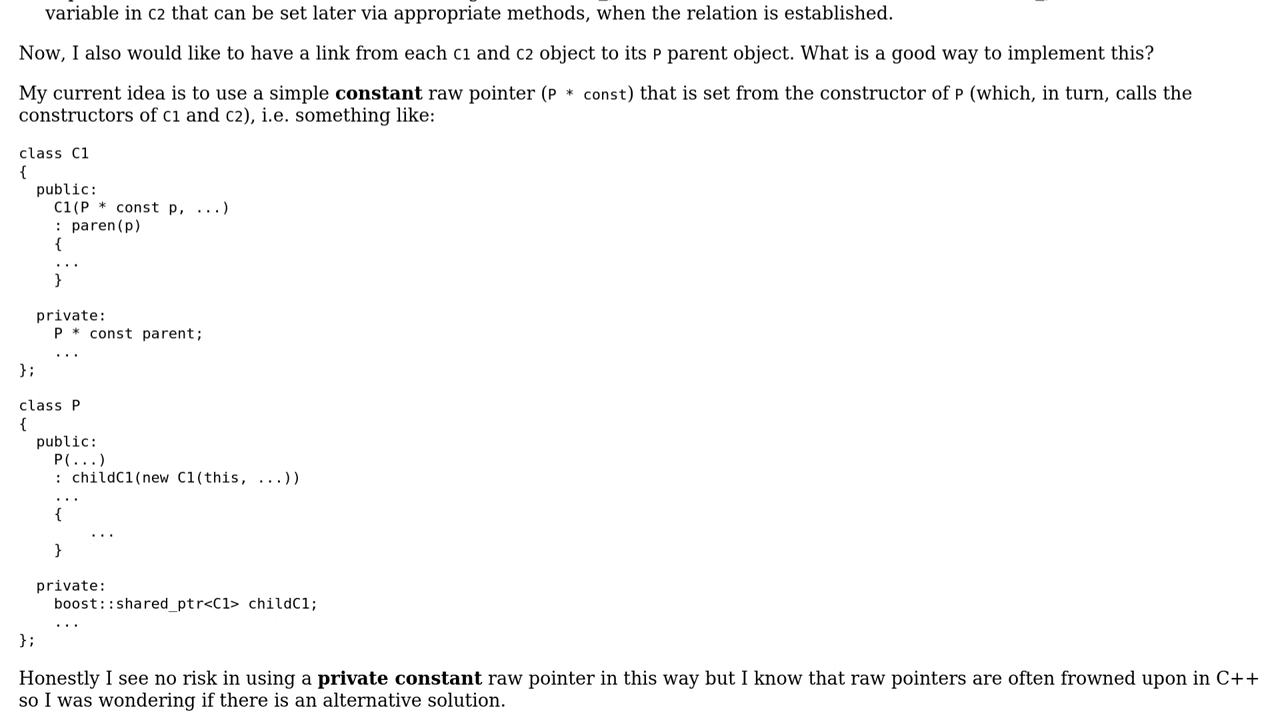 variable in C2 that can be set later via appropriate methods, when the relation is established.
Now, I also would like to have a link from each C1 and C2 object to its P parent object. What is a good way to implement this?
My current idea is to use a simple constant raw pointer (P * const) that is set from the constructor of P (which, in turn, calls the
constructors of C1 and C2), i.e. something like:
class C1
{
  public:
    C1(P * const p, ...)
    : paren(p)
    {
    ...
    }

  private:
    P * const parent;
    ...
};

class P
{
  public:
    P(...)
    : childC1(new C1(this, ...))
    ...
    {
        ...
    }

  private:
    boost::shared_ptr<C1> childC1;
    ...
};
Honestly I see no risk in using a private constant raw pointer in this way but I know that raw pointers are often frowned upon in C++
so I was wondering if there is an alternative solution.